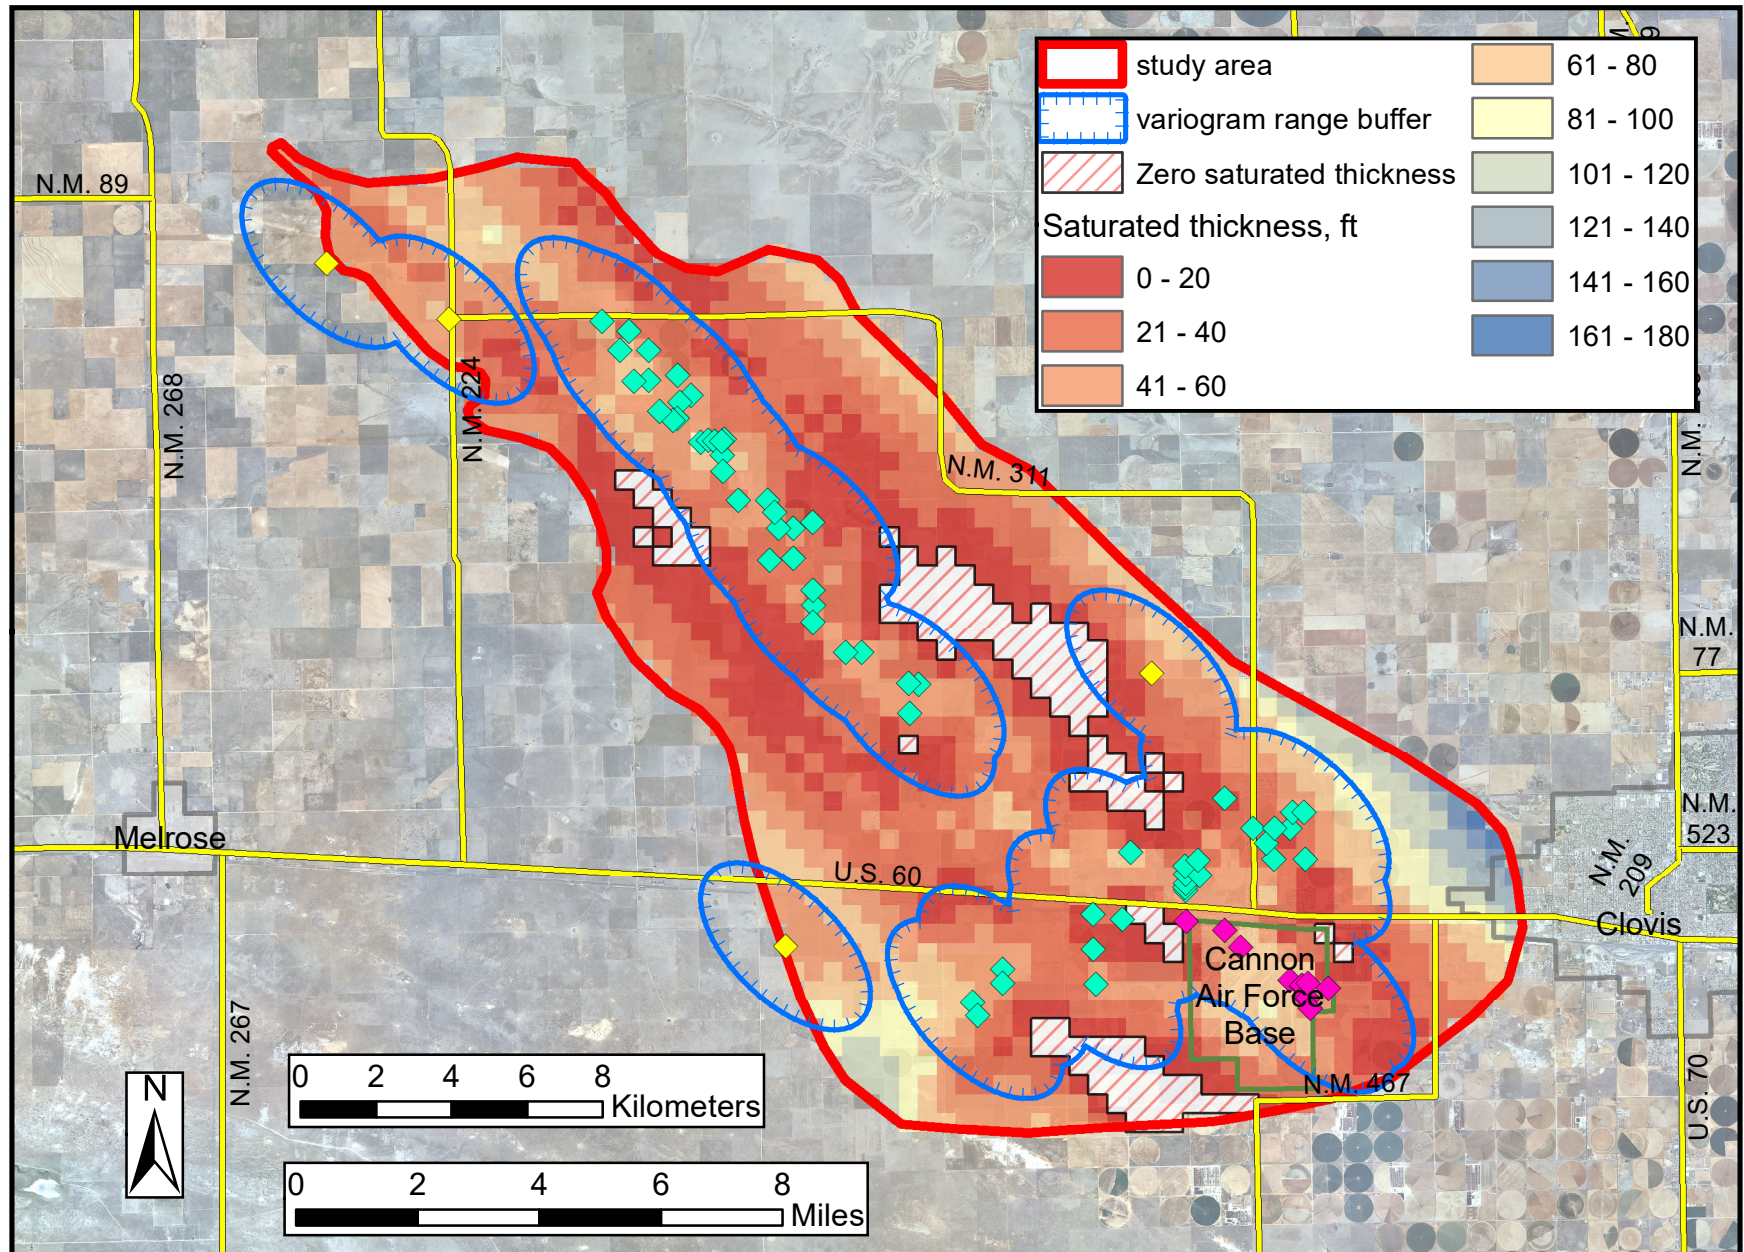 study area
variogram range buffer
Zero saturated thickness
Saturated thickness, ft
0 - 20
21 - 40
41 - 60
61 - 80
81 - 100
101 - 120
121 - 140
141 - 160
161 - 180
N.M. 89
N.M. 268
N.M. 224
N.M. 311
N.M.
N.M.
77
N.M.
523
N.M.
209
Melrose
U.S. 60
Clovis
Cannon
Air Force
Base
N.M. 467
N.M. 267
U.S. 70
N
0 2 4 6 8
Kilometers
0 2 4 6 8
Miles